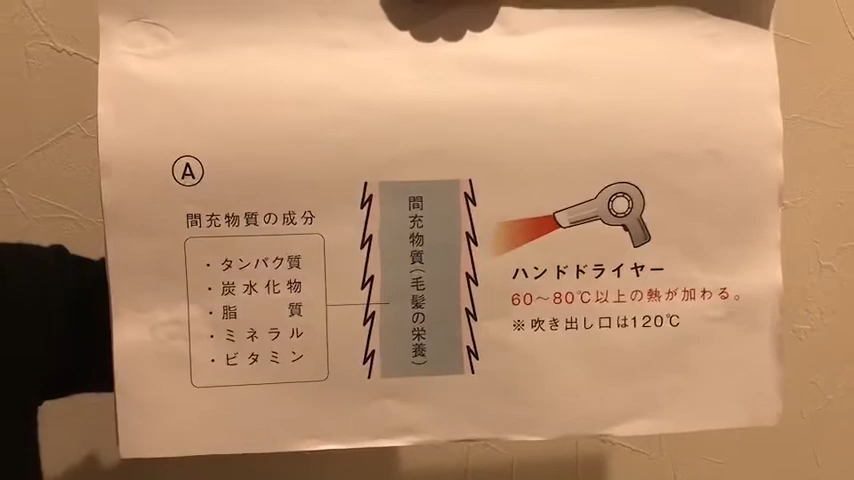 A
間充物質の成分
・タンパク質
・炭水化物
・脂質
・ミネラル
・ビタミン
間充物質(毛髪の栄養)
ハンドドライヤー
60〜80℃以上の熱が加わる。
※吹き出し口は120℃